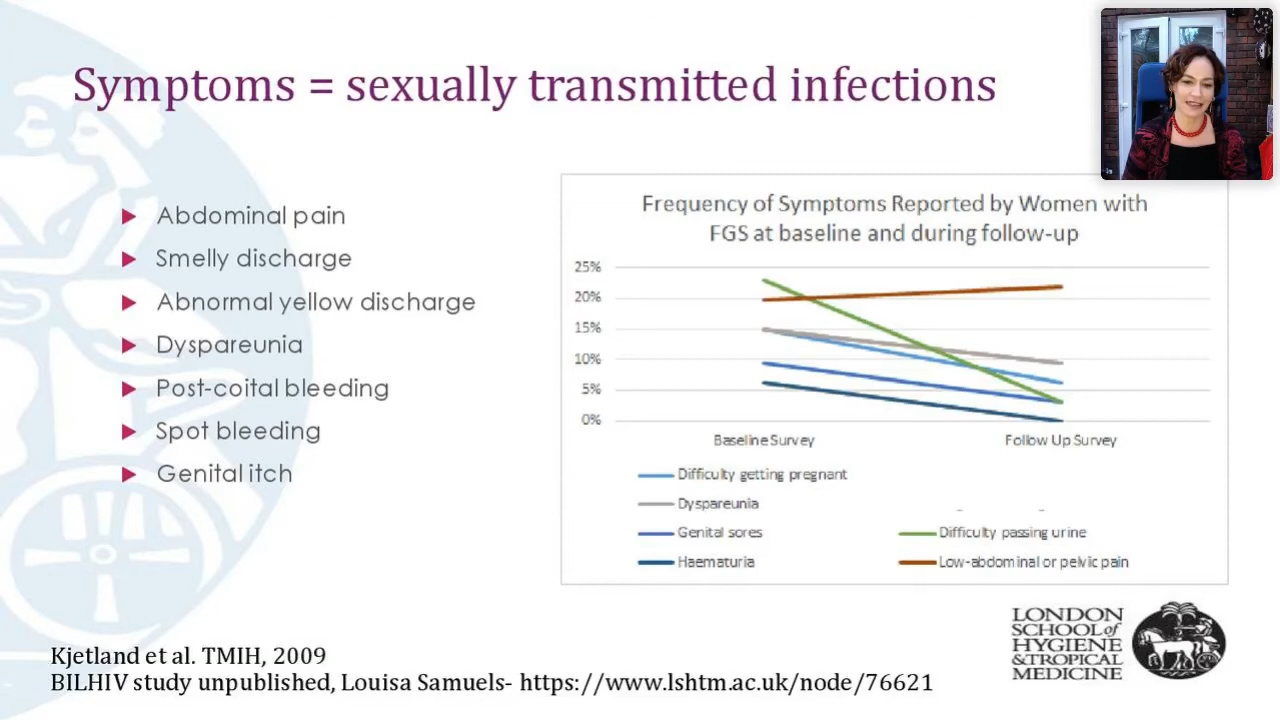 Symptoms = sexually transmitted infections
Abdominal pain
Smelly discharge
Abnormal yellow discharge
Dyspareunia
Post-coital bleeding
Spot bleeding
Genital itch
Frequency of Symptoms Reported by Women with
FGS at baseline and during follow-up
25%
20%
15%
10%
5%
0%
Baseline Survey Follow Up Survey
Difficulty getting pregnant
Dyspareunia
Genital sores Difficulty passing urine
Haematuria Low-abdominal or pelvic pain
Kjetland et al. TMIH, 2009
BILHIV study unpublished, Louisa Samuels- https://www.lshtm.ac.uk/node/76621
LONDON
SCHOOL of
HYGIENE
& TROPICAL
MEDICINE